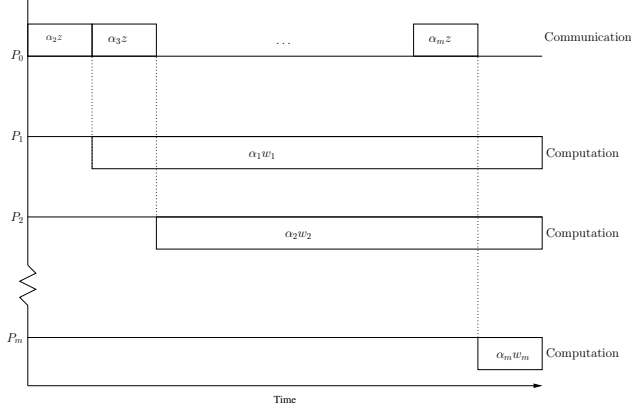 α₂z α₃z … αₘz Communication
P₀
P₁
α₁w₁ Computation
P₂
α₂w₂ Computation
Pₘ
αₘwₘ Computation
Time